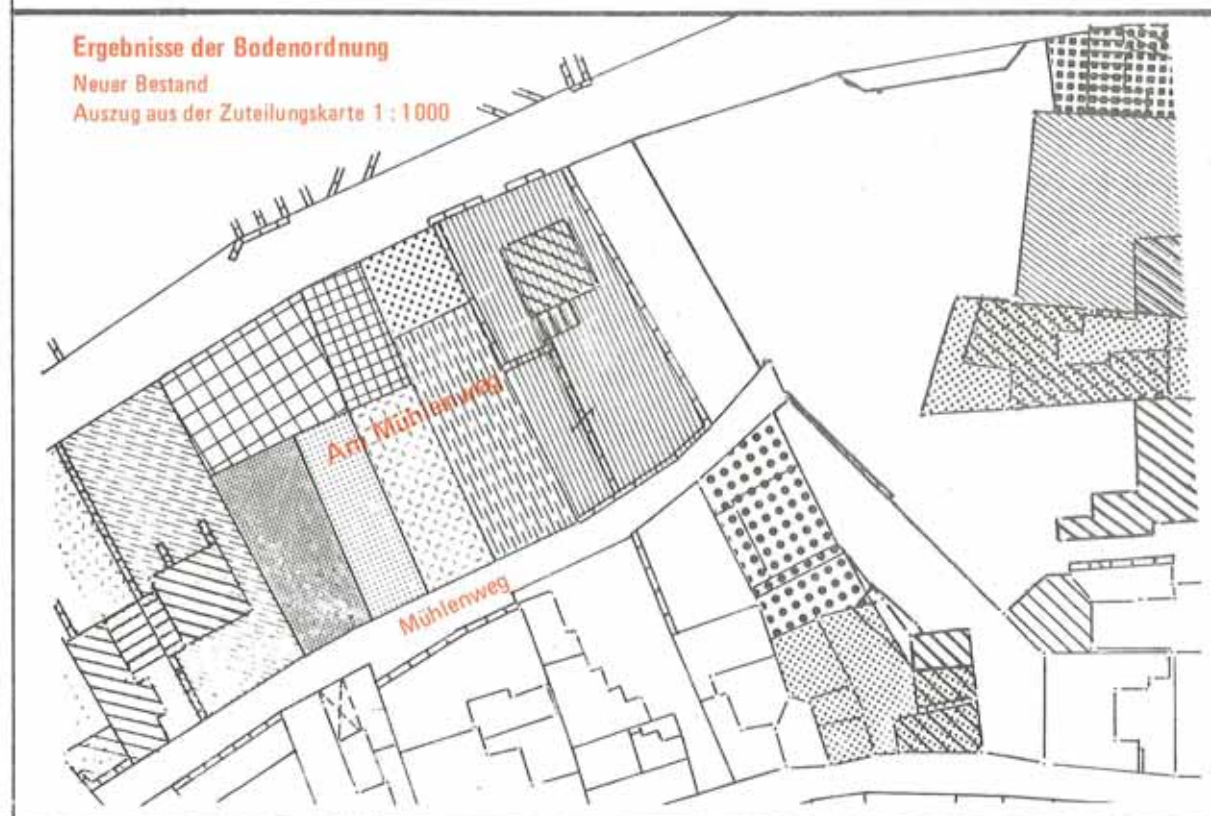 Ergebnisse der Bodenordnung
Neuer Bestand
Auszug aus der Zuteilungskarte 1 : 1000
Am Mühlenweg
Mühlenweg